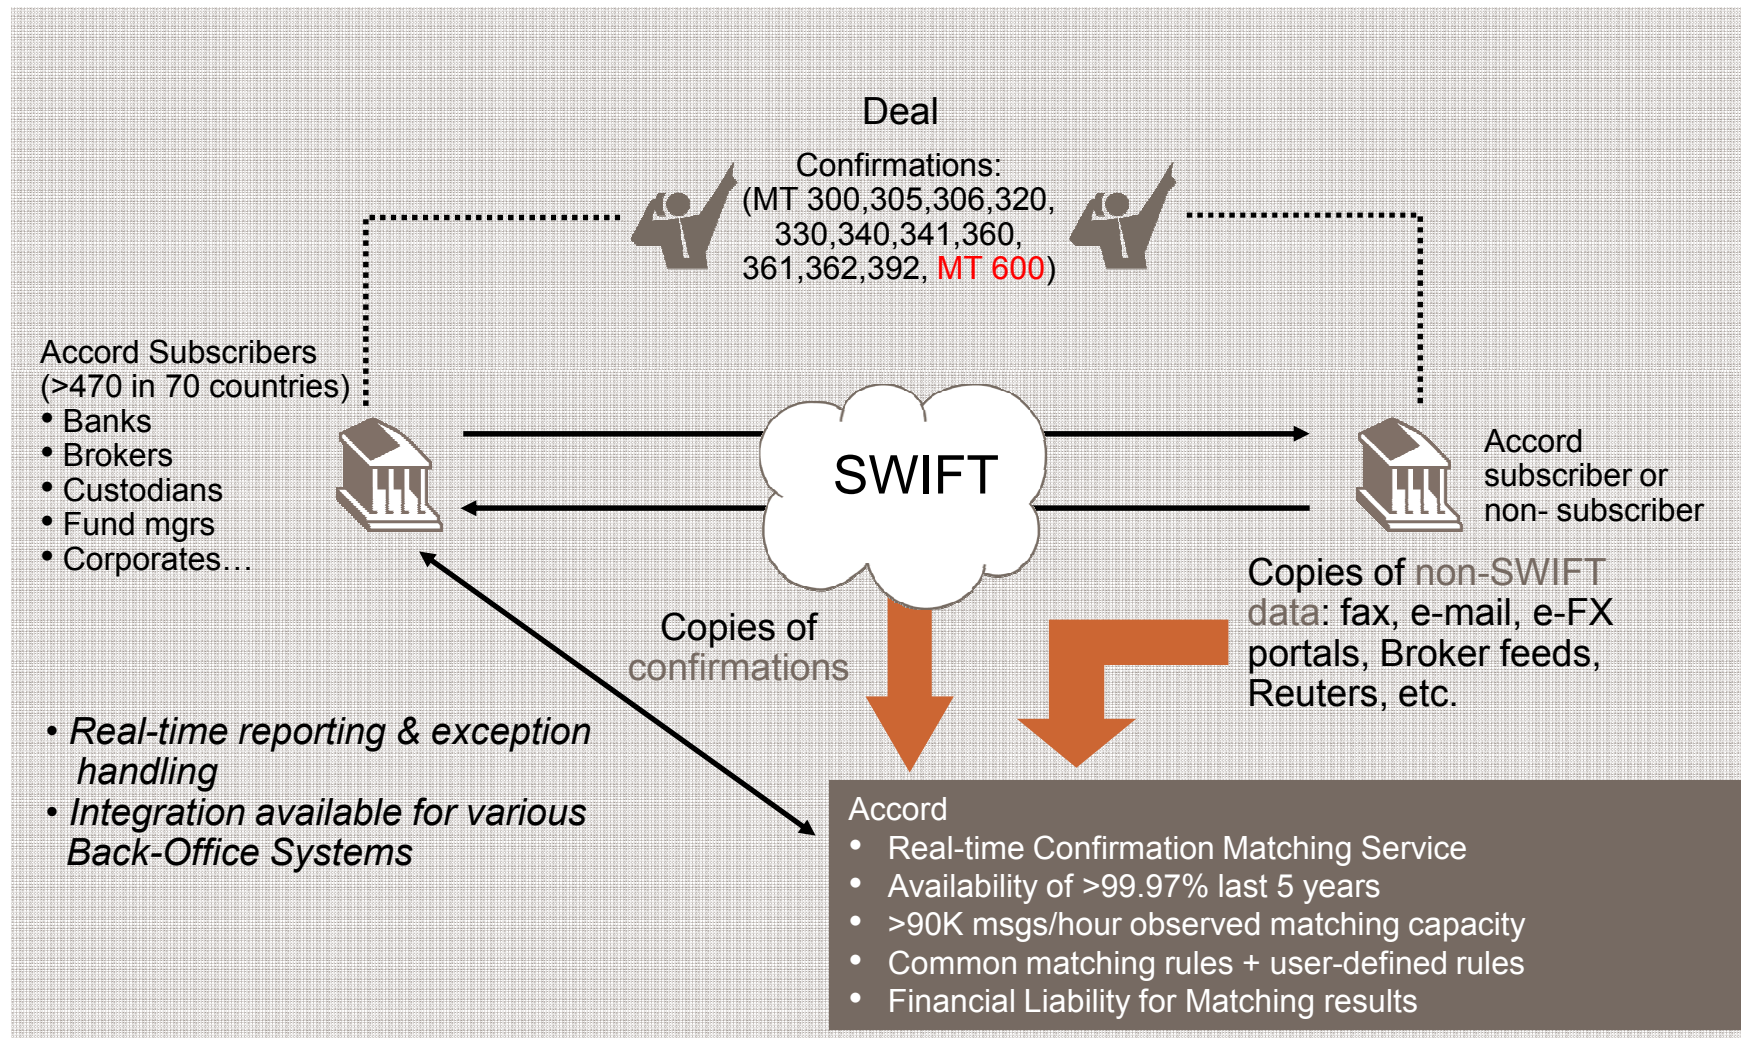 Deal
Confirmations:
(MT 300,305,306,320,
330,340,341,360,
361,362,392, MT 600)
Accord Subscribers
(>470 in 70 countries)
• Banks
• Brokers
• Custodians
• Fund mgrs
• Corporates…
SWIFT
Accord
subscriber or
non- subscriber
Copies of non-SWIFT
data: fax, e-mail, e-FX
portals, Broker feeds,
Reuters, etc.
Copies of
confirmations
• Real-time reporting & exception
handling
• Integration available for various
Back-Office Systems
Accord
• Real-time Confirmation Matching Service
• Availability of >99.97% last 5 years
• >90K msgs/hour observed matching capacity
• Common matching rules + user-defined rules
• Financial Liability for Matching results